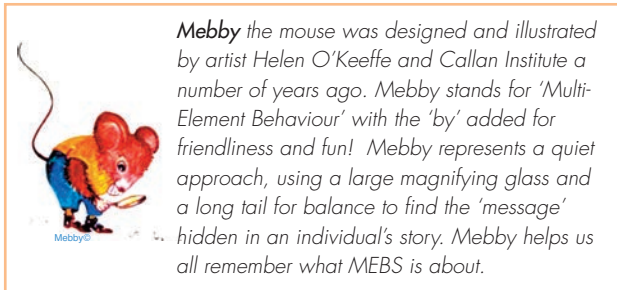 Mebby the mouse was designed and illustrated
by artist Helen O’Keeffe and Callan Institute a
number of years ago. Mebby stands for ‘Multi-
Element Behaviour’ with the ‘by’ added for
friendliness and fun!  Mebby represents a quiet
approach, using a large magnifying glass and
a long tail for balance to find the ‘message’
hidden in an individual’s story. Mebby helps us
all remember what MEBS is about.
Mebby©